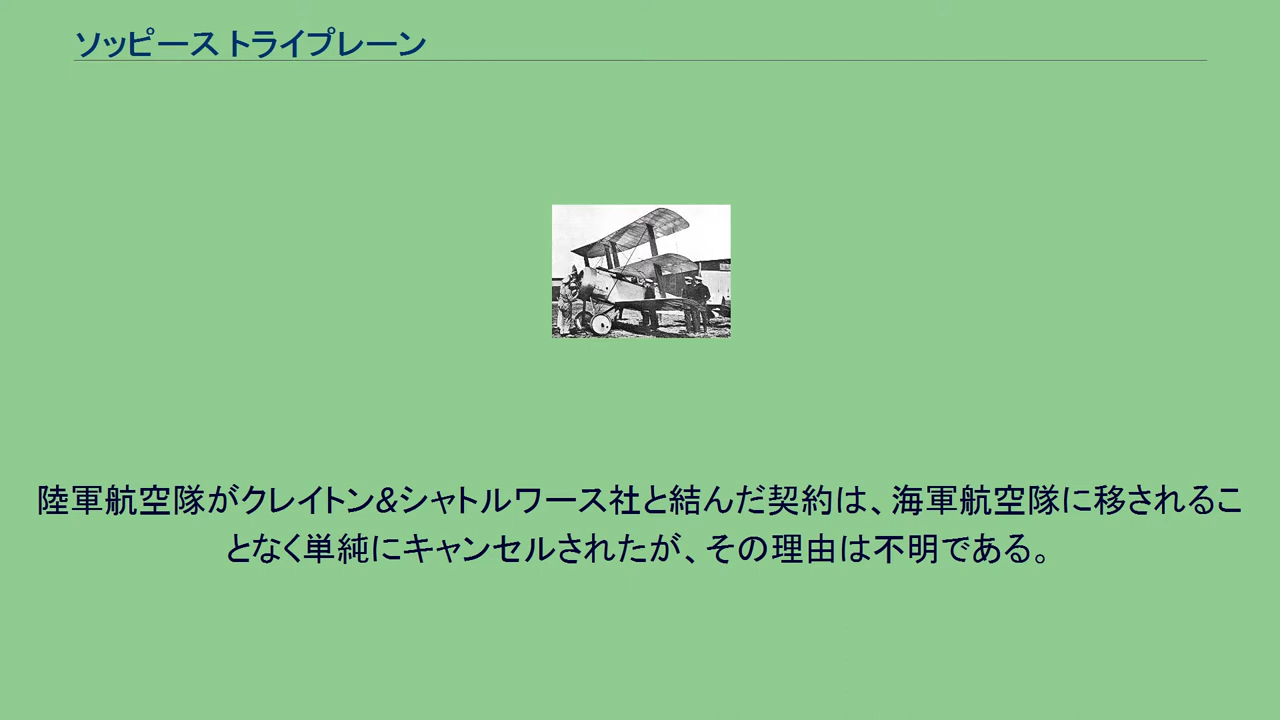 ソッピース トライプレーン
陸軍航空隊がクレイトン&シャトルワース社と結んだ契約は、海軍航空隊に移されるこ
となく単純にキャンセルされたが、その理由は不明である。